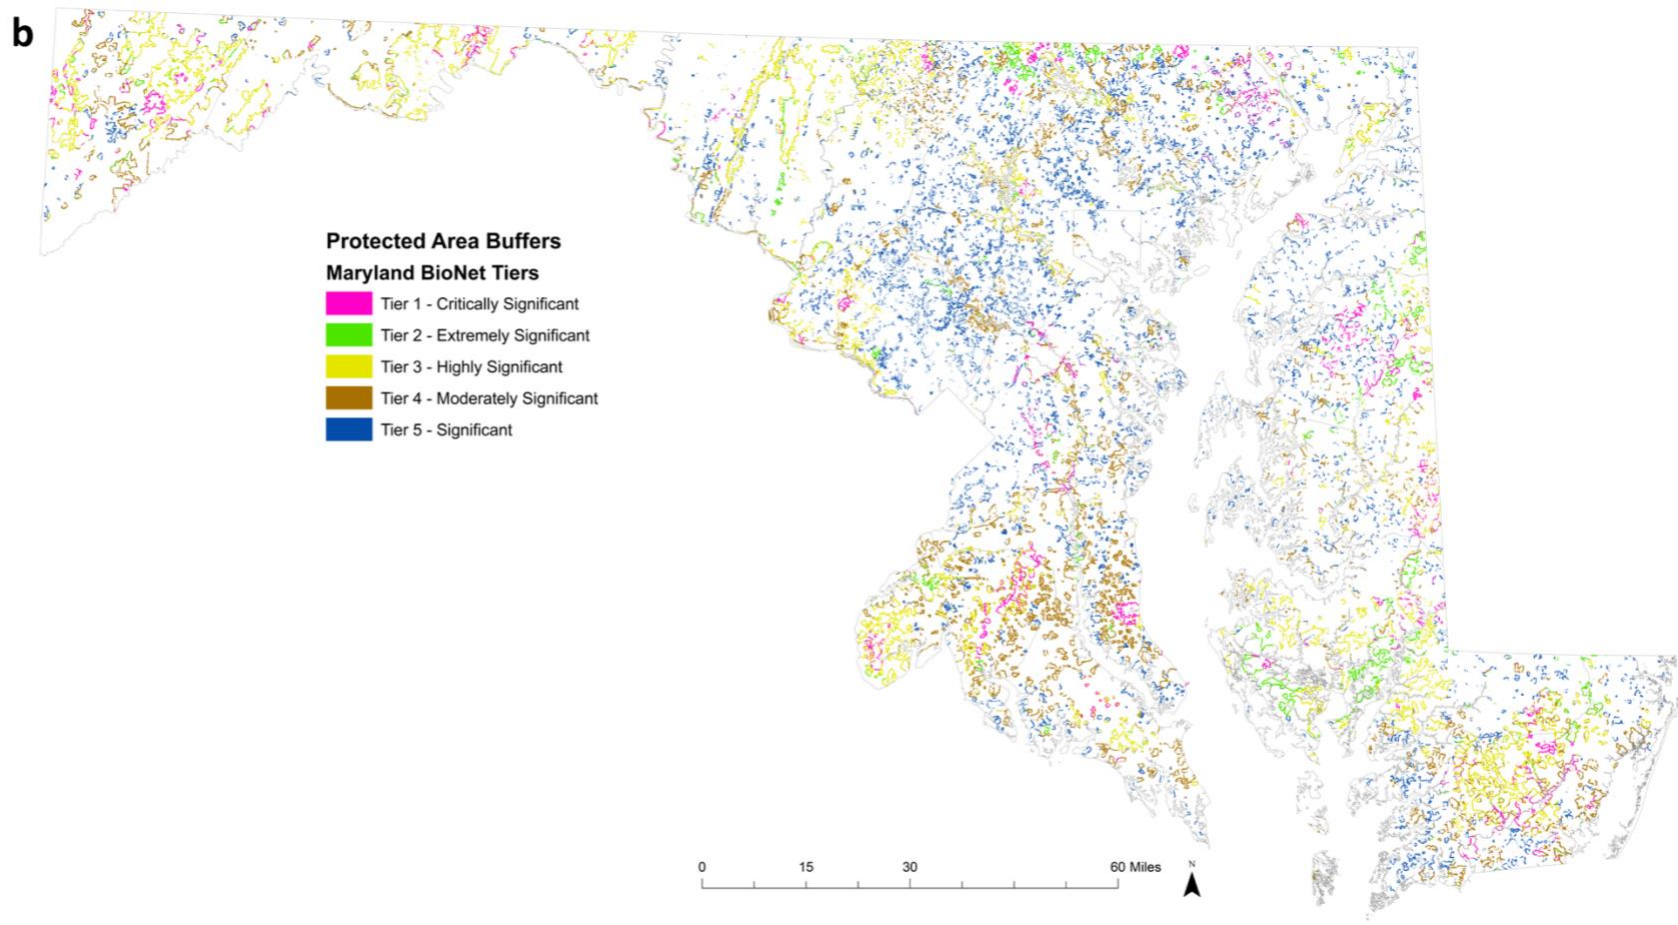 b
Protected Area Buffers
Maryland BioNet Tiers
Tier 1 - Critically Significant
Tier 2 - Extremely Significant
Tier 3 - Highly Significant
Tier 4 - Moderately Significant
Tier 5 - Significant
0 15 30 60 Miles
N